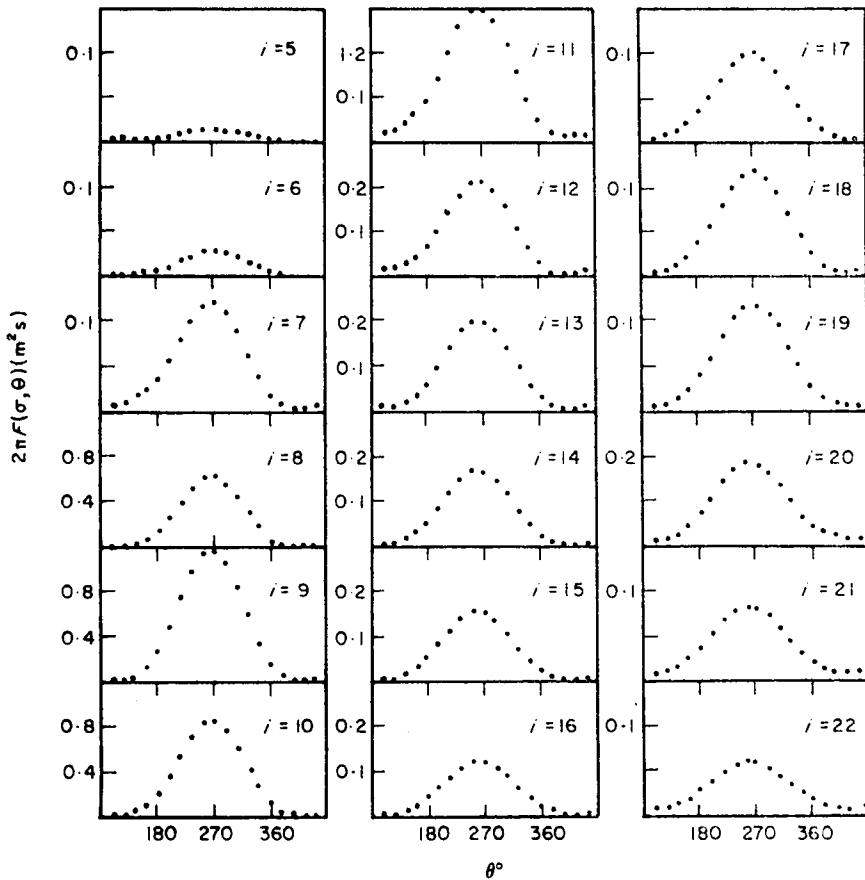 2πF(σ,θ)(m²s)
0·1
i=5
0·1
i=6
0·1
i=7
0·8
0·4
i=8
0·8
0·4
i=9
0·8
0·4
i=10
180 270 360
1·2
0·1
i=11
0·2
0·1
i=12
0·2
0·1
i=13
0·2
0·1
i=14
0·2
0·1
i=15
0·2
0·1
i=16
180 270 360
0·1
i=17
0·1
i=18
0·1
i=19
0·2
i=20
0·1
i=21
0·1
i=22
180 270 360
θ°